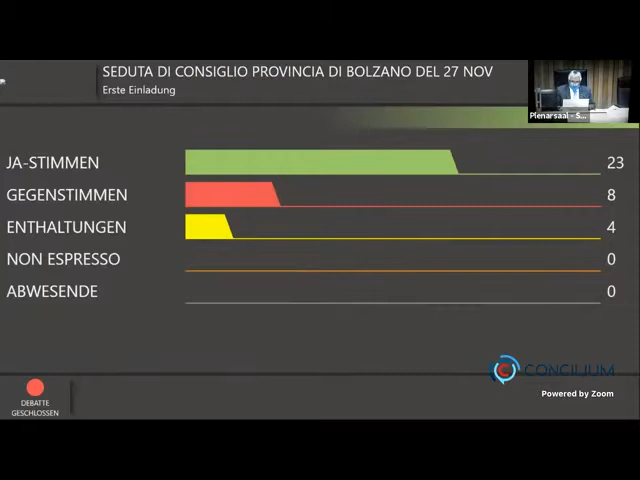 SEDUTA DI CONSIGLIO PROVINCIA DI BOLZANO DEL 27 NOV
Erste Einladung
Plenarsaal - S...
JA-STIMMEN 23
GEGENSTIMMEN 8
ENTHALTUNGEN 4
NON ESPRESSO 0
ABWESENDE 0
C CONCILIUM
DEBATTE
GESCHLOSSEN
Powered by Zoom